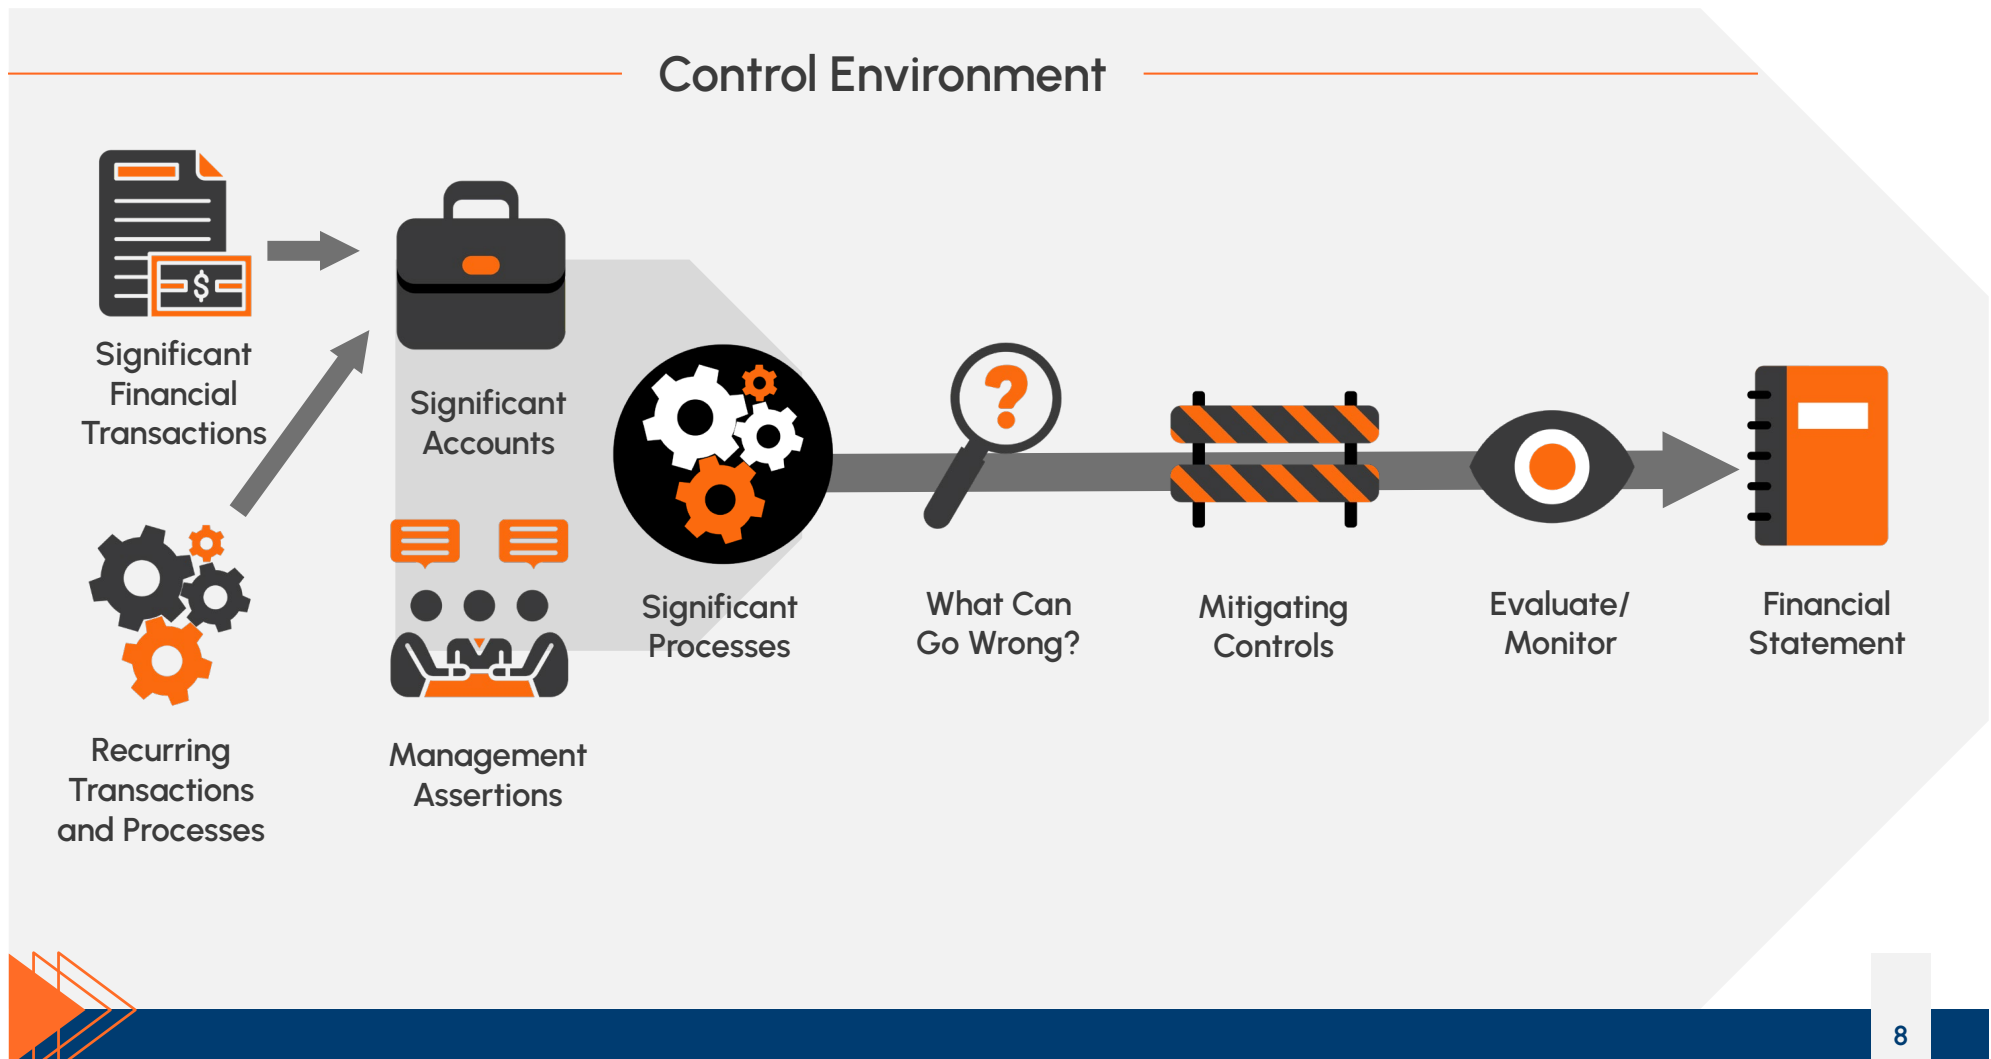 Control Environment
$
Significant
Financial
Transactions
Recurring
Transactions
and Processes
Significant
Accounts
Management
Assertions
Significant
Processes
?
What Can
Go Wrong?
Mitigating
Controls
Evaluate/
Monitor
Financial
Statement
8